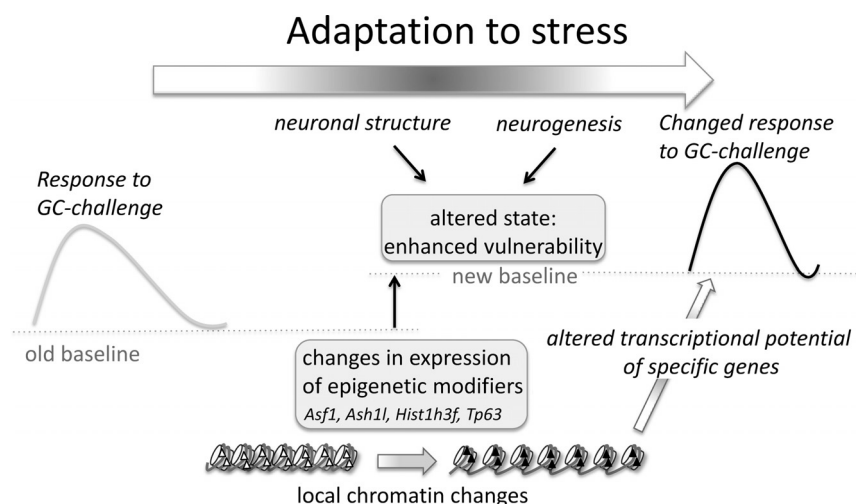 Adaptation to stress
neuronal structure
neurogenesis
Changed response
to GC-challenge
Response to
GC-challenge
altered state:
enhanced vulnerability
new baseline
old baseline
changes in expression
of epigenetic modifiers
Asf1, Ash1l, Hist1h3f, Tp63
altered transcriptional potential
of specific genes
local chromatin changes